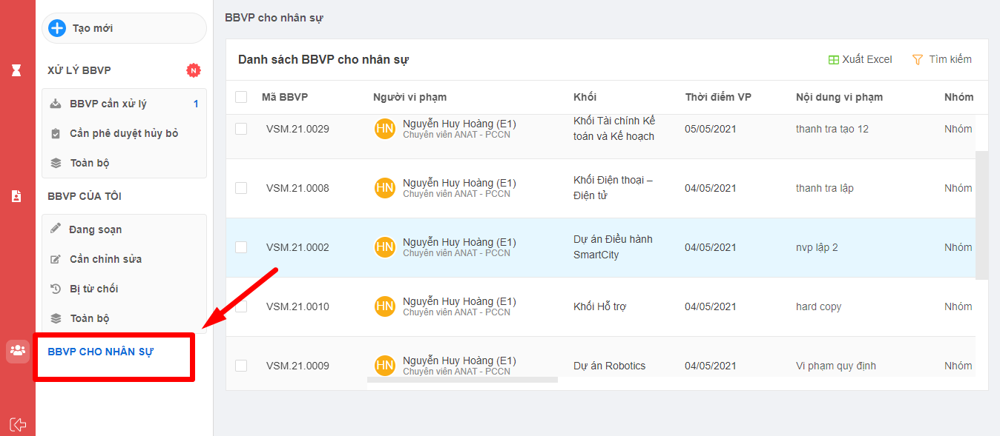 Tạo mới
XỬ LÝ BBVP
N
BBVP cần xử lý 1
Cần phê duyệt hủy bỏ
Toàn bộ
BBVP CỦA TÔI
Đang soạn
Cần chỉnh sửa
Bị từ chối
Toàn bộ
BBVP CHO NHÂN SỰ
BBVP cho nhân sự
Danh sách BBVP cho nhân sự
Xuất Excel
Tìm kiếm
Mã BBVP Người vi phạm Khối Thời điểm VP Nội dung vi phạm Nhóm
VSM.21.0029
HN
Nguyễn Huy Hoàng (E1)
Chuyên viên ANAT - PCCN
Khối Tài chính Kế
toán và Kế hoạch
05/05/2021
thanh tra tạo 12
Nhóm
VSM.21.0008
HN
Nguyễn Huy Hoàng (E1)
Chuyên viên ANAT - PCCN
Khối Điện thoại –
Điện tử
04/05/2021
thanh tra lập
Nhóm
VSM.21.0002
HN
Nguyễn Huy Hoàng (E1)
Chuyên viên ANAT - PCCN
Dự án Điều hành
SmartCity
04/05/2021
nvp lập 2
Nhóm
VSM.21.0010
HN
Nguyễn Huy Hoàng (E1)
Chuyên viên ANAT - PCCN
Khối Hỗ trợ
04/05/2021
hard copy
Nhóm
VSM.21.0009
HN
Nguyễn Huy Hoàng (E1)
Chuyên viên ANAT - PCCN
Dự án Robotics
04/05/2021
Vi phạm quy định
Nhóm